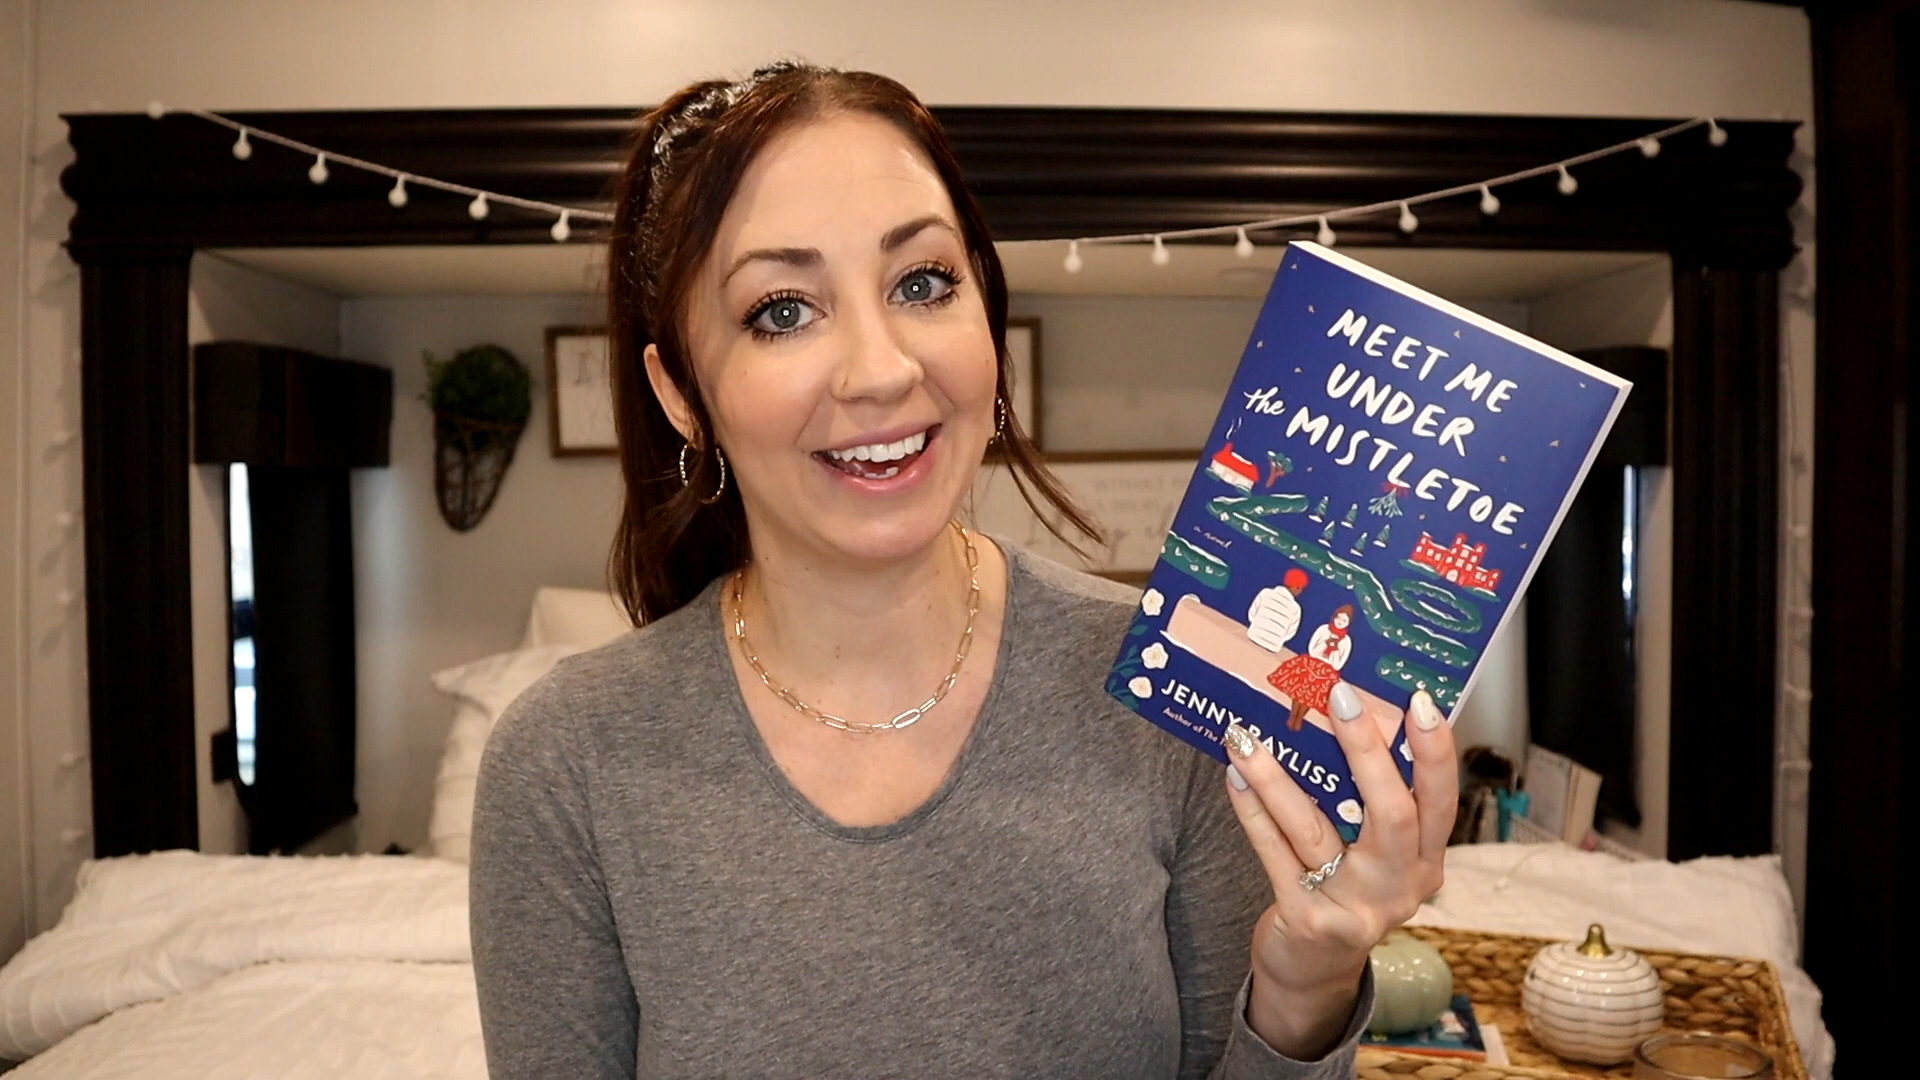 MEET ME
UNDER
the MISTLETOE
a novel
JENNY BAYLISS
Author of The